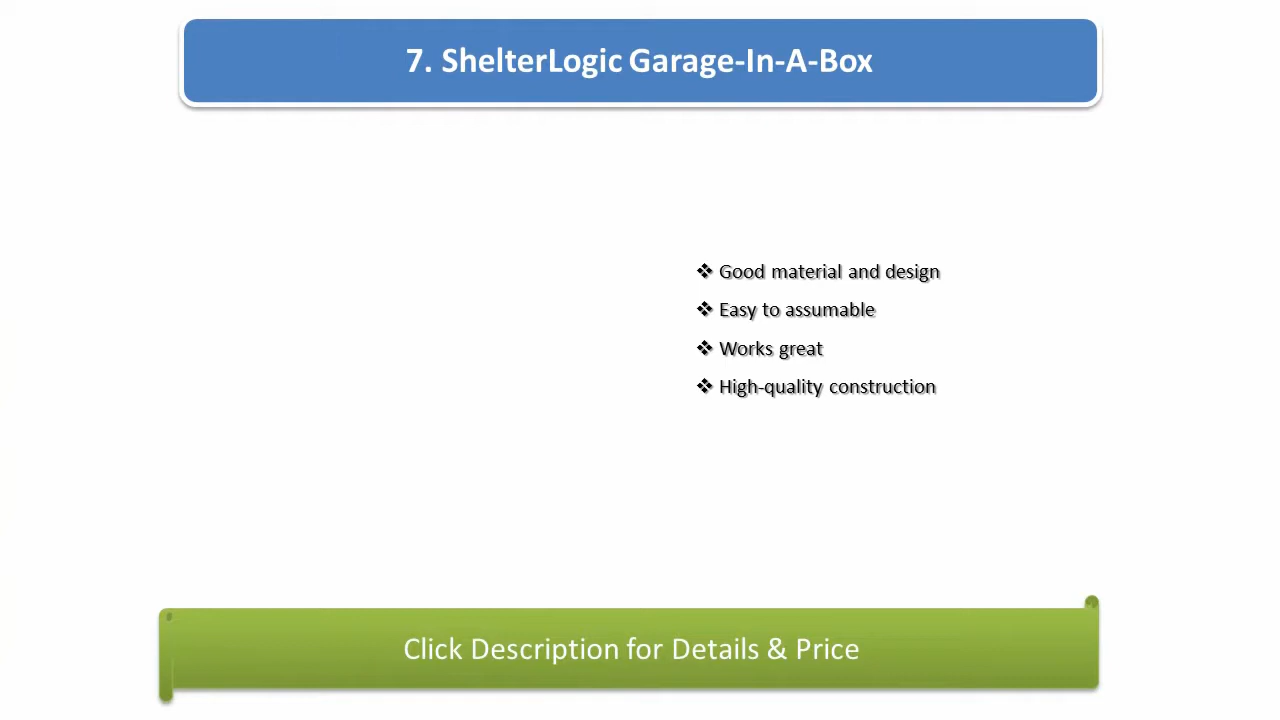 7. ShelterLogic Garage-In-A-Box
❖ Good material and design
❖ Easy to assumable
❖ Works great
❖ High-quality construction
Click Description for Details & Price